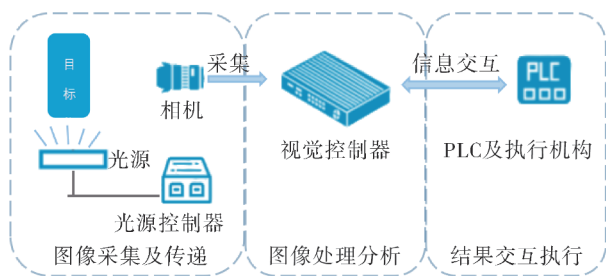 目
标
相机
采集
光源
光源控制器
图像采集及传递
视觉控制器
图像处理分析
信息交互
PLC
PLC及执行机构
结果交互执行